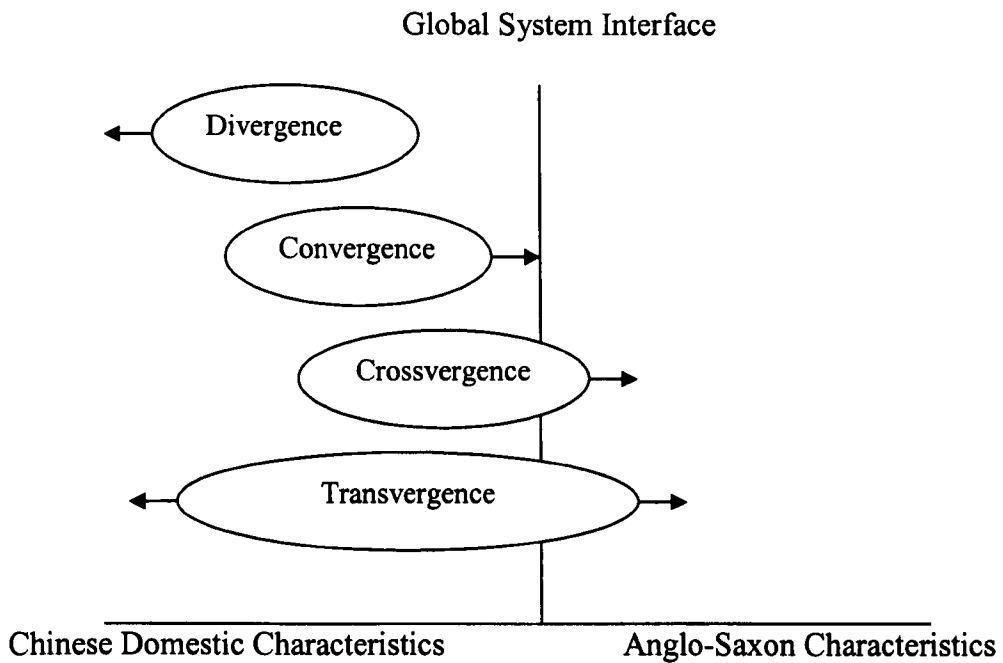 Global System Interface
Divergence
Convergence
Crossvergence
Transvergence
Chinese Domestic Characteristics
Anglo-Saxon Characteristics